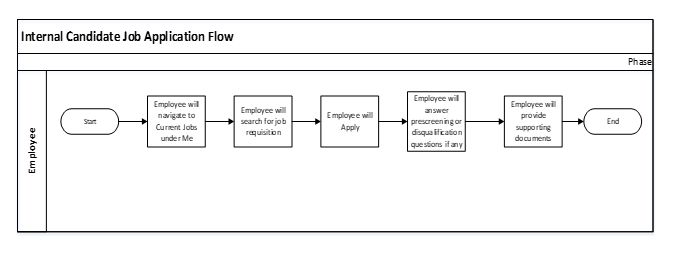 Internal Candidate Job Application Flow
Phase
Employee
Start
Employee will
navigate to
Current Jobs
under Me
Employee will
search for job
requisition
Employee will
Apply
Employee will
answer
prescreening or
disqualification
questions if any
Employee will
provide
supporting
documents
End